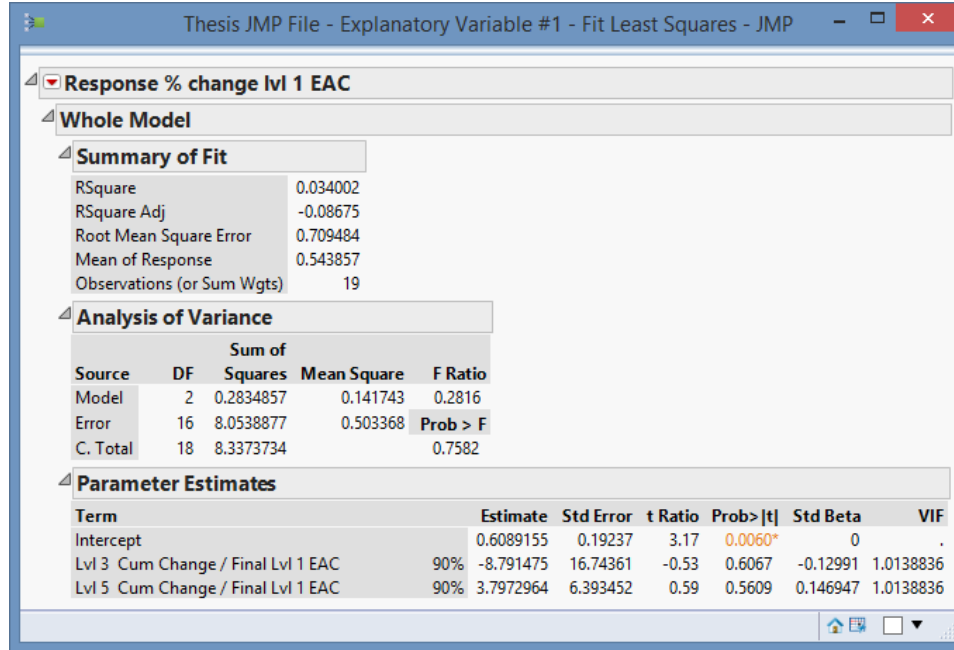 Thesis JMP File - Explanatory Variable #1 - Fit Least Squares - JMP
Response % change lvl 1 EAC
Whole Model
Summary of Fit
RSquare 0.034002
RSquare Adj -0.08675
Root Mean Square Error 0.709484
Mean of Response 0.543857
Observations (or Sum Wgts) 19
Analysis of Variance
Sum of
Source DF Squares Mean Square F Ratio
Model 2 0.2834857 0.141743 0.2816
Error 16 8.0538877 0.503368 Prob > F
C. Total 18 8.3373734 0.7582
Parameter Estimates
Term Estimate Std Error t Ratio Prob>|t| Std Beta VIF
Intercept 0.6089155 0.19237 3.17 0.0060* 0 .
Lvl 3 Cum Change / Final Lvl 1 EAC 90% -8.791475 16.74361 -0.53 0.6067 -0.12991 1.0138836
Lvl 5 Cum Change / Final Lvl 1 EAC 90% 3.7972964 6.393452 0.59 0.5609 0.146947 1.0138836